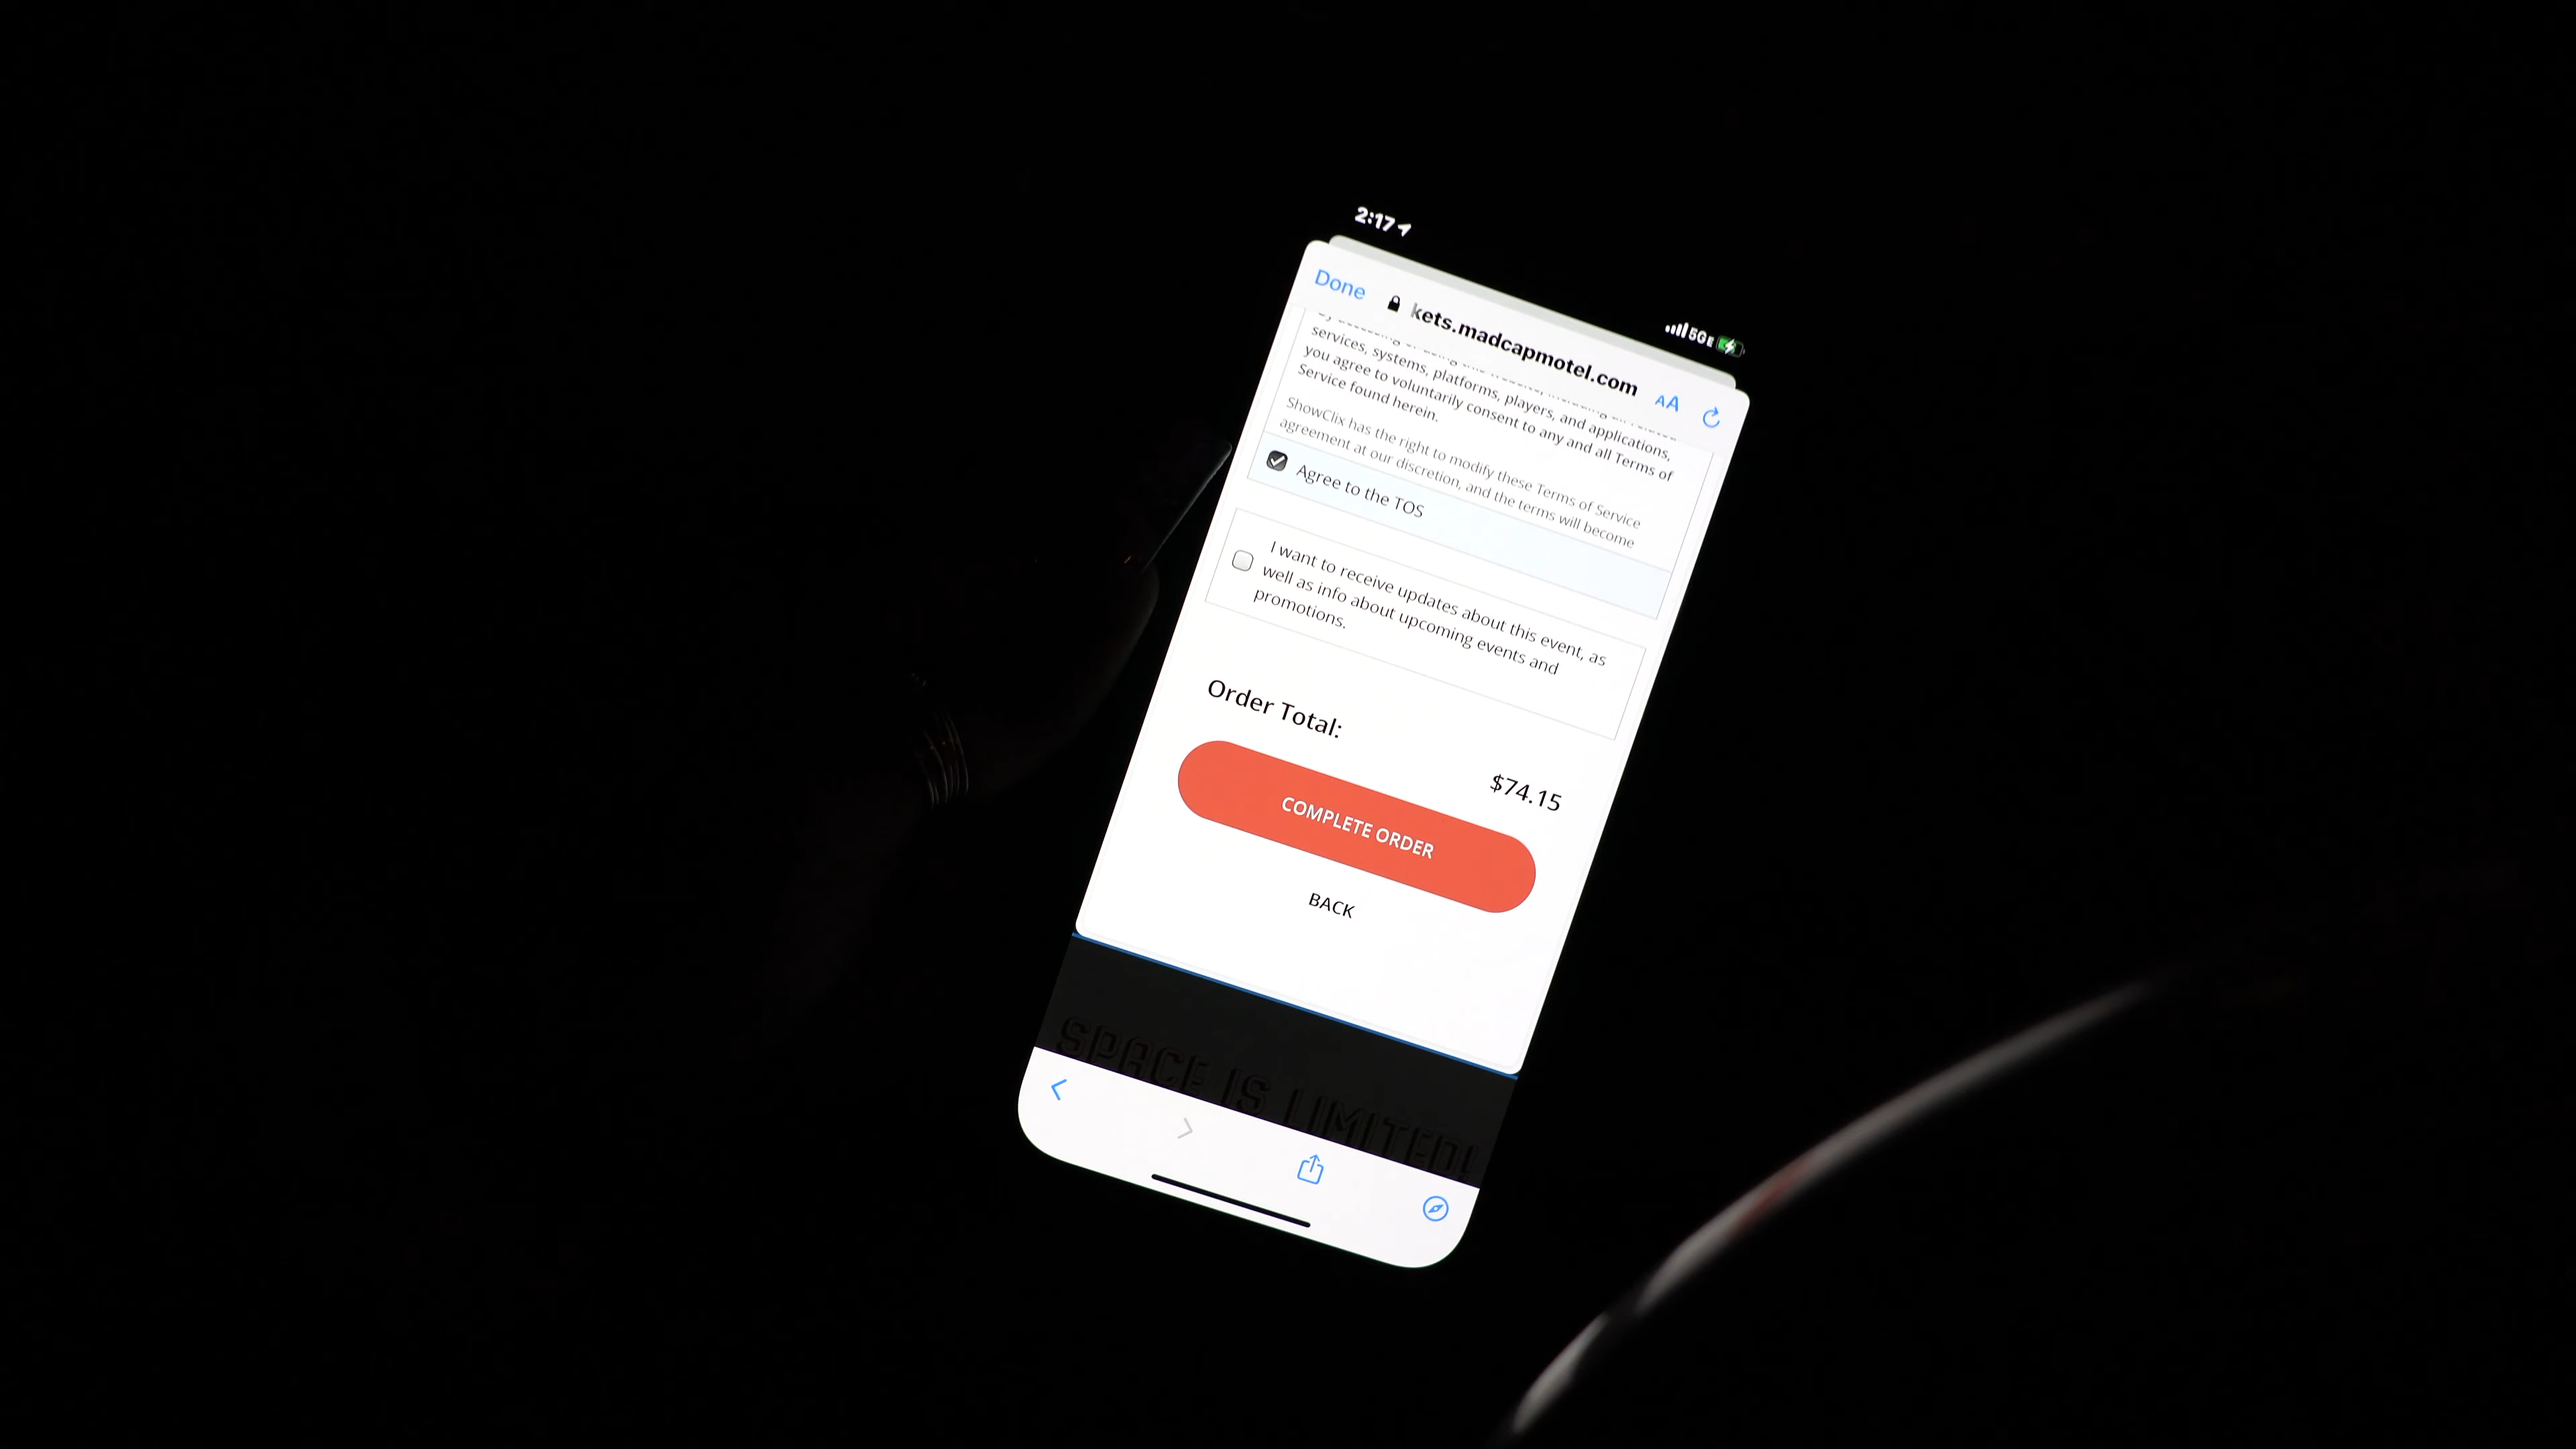 2:17
5GE
Done
kets.madcapmotel.com
AA
services, systems, platforms, players, and applications,
you agree to voluntarily consent to any and all Terms of
Service found herein.
ShowClix has the right to modify these Terms of Service
agreement at our discretion, and the terms will become
Agree to the TOS
I want to receive updates about this event, as
well as info about upcoming events and
promotions.
Order Total:
$74.15
COMPLETE ORDER
BACK
SPACE IS LIMITED!